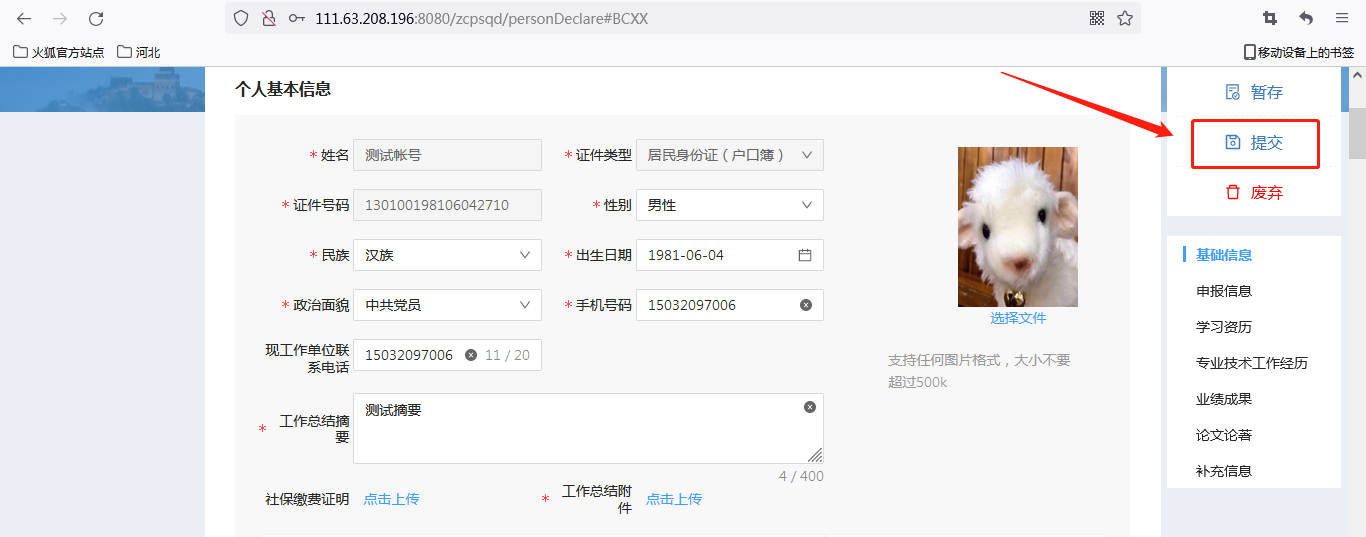 111.63.208.196:8080/zcpsqd/personDeclare#BCXX
火狐官方站点 河北 移动设备上的书签
个人基本信息
暂存
提交
废弃
* 姓名 测试帐号 * 证件类型 居民身份证（户口簿）
* 证件号码 130100198106042710 * 性别 男性
* 民族 汉族 * 出生日期 1981-06-04
* 政治面貌 中共党员 * 手机号码 15032097006
选择文件
现工作单位联
系电话 15032097006 11 / 20
支持任何图片格式，大小不要
超过500k
* 工作总结摘
要 测试摘要
4 / 400
社保缴费证明 点击上传 * 工作总结附
件 点击上传
基础信息
申报信息
学习资历
专业技术工作经历
业绩成果
论文论著
补充信息